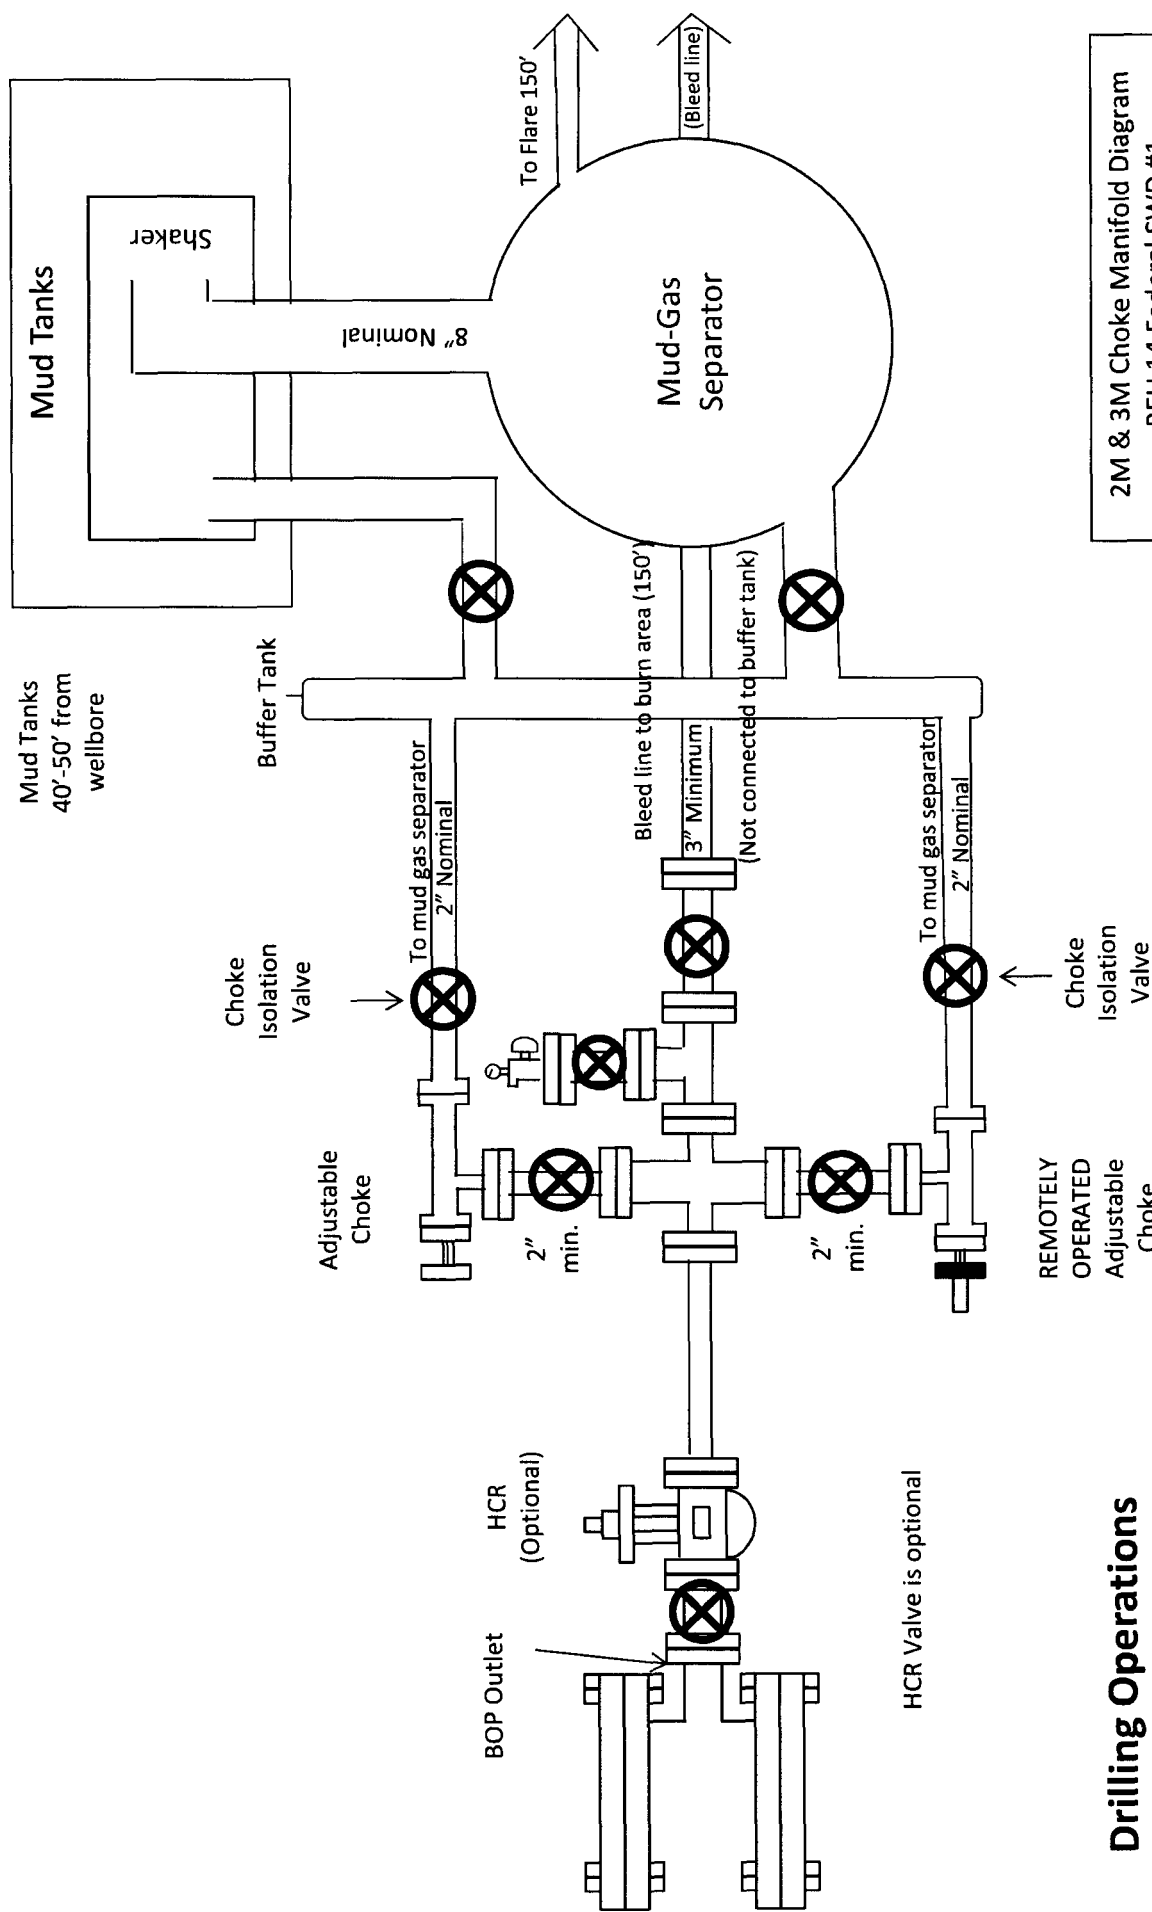 Mud Tanks
40'-50' from
wellbore
Mud Tanks
Shaker
8" Nominal
Buffer Tank
To Flare 150'
(Bleed line)
Mud-Gas
Separator
Choke
Isolation
Valve
To mud gas separator
2" Nominal
Bleed line to burn area (150')
3" Minimum
(Not connected to buffer tank)
To mud gas separator
2" Nominal
Choke
Isolation
Valve
Adjustable
Choke
2"
min.
2"
min.
REMOTELY
OPERATED
Adjustable
Choke
HCR
(Optional)
BOP Outlet
HCR Valve is optional
Drilling Operations
2M & 3M Choke Manifold Diagram